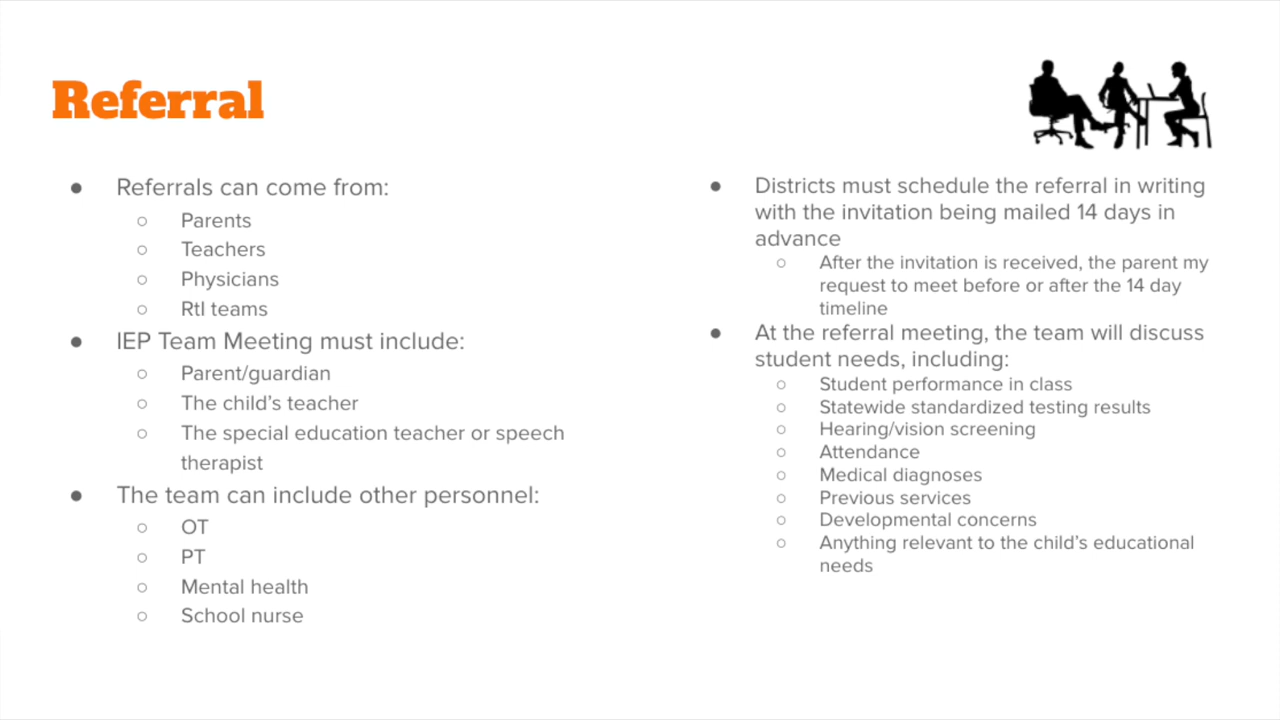 Referral
● Referrals can come from:
○ Parents
○ Teachers
○ Physicians
○ RtI teams
● IEP Team Meeting must include:
○ Parent/guardian
○ The child’s teacher
○ The special education teacher or speech
therapist
● The team can include other personnel:
○ OT
○ PT
○ Mental health
○ School nurse
● Districts must schedule the referral in writing
with the invitation being mailed 14 days in
advance
○ After the invitation is received, the parent my
request to meet before or after the 14 day
timeline
● At the referral meeting, the team will discuss
student needs, including:
○ Student performance in class
○ Statewide standardized testing results
○ Hearing/vision screening
○ Attendance
○ Medical diagnoses
○ Previous services
○ Developmental concerns
○ Anything relevant to the child’s educational
needs